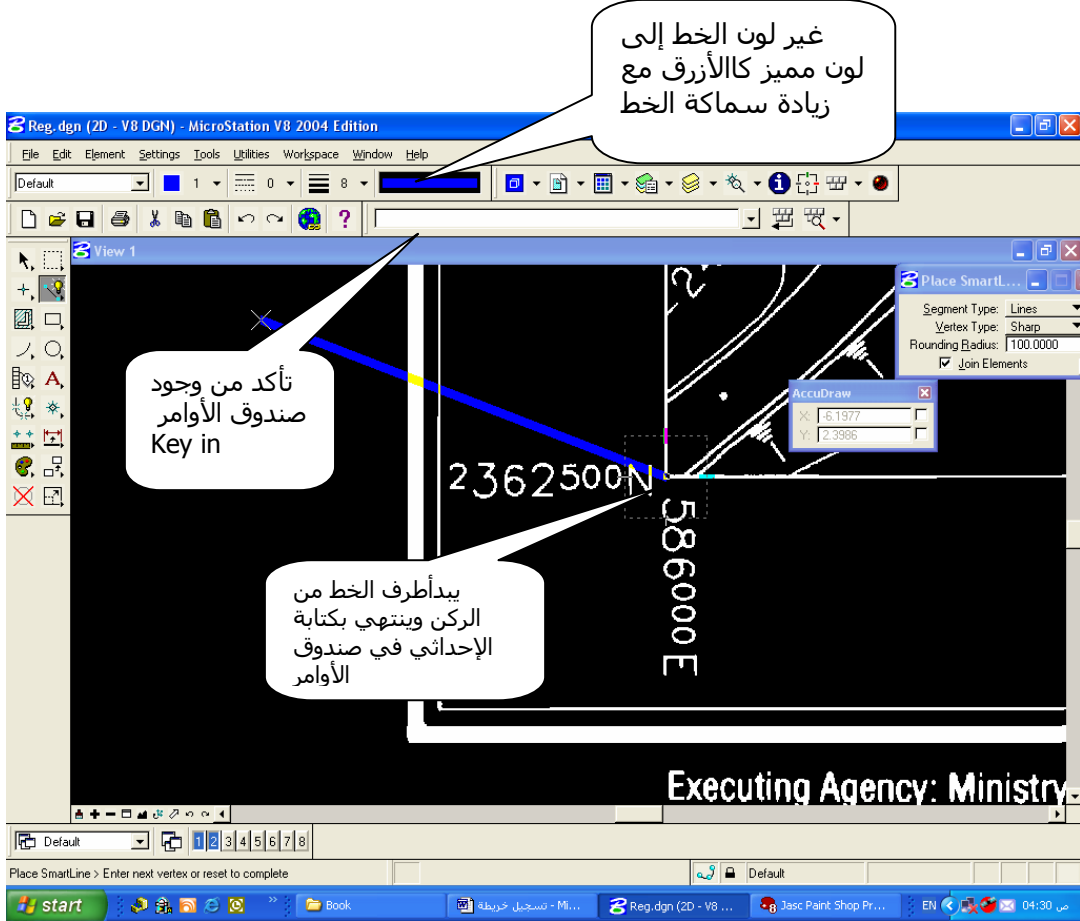 غير لون الخط إلى
لون مميز كاالأزرق مع
زيادة سماكة الخط
Reg.dgn (2D - V8 DGN) - MicroStation V8 2004 Edition
File Edit Element Settings Tools Utilities Workspace Window Help
Default 1 0 8
View 1
Place SmartL...
Segment Type: Lines
Vertex Type: Sharp
Rounding Radius: 100.0000
Join Elements
تأكد من وجود
صندوق الأوامر
Key in
AccuDraw
X: -6.1977
Y: 2.3986
2362500N
586000E
يبدأطرف الخط من
الركن وينتهي بكتابة
الإحداثي في صندوق
الأوامر
Executing Agency: Ministry
Default 1 2 3 4 5 6 7 8
Place SmartLine > Enter next vertex or reset to complete
Default
start Book تسجيل خريطة - Mi... Reg.dgn (2D - V8 ... Jasc Paint Shop Pr... EN 04:30 ص